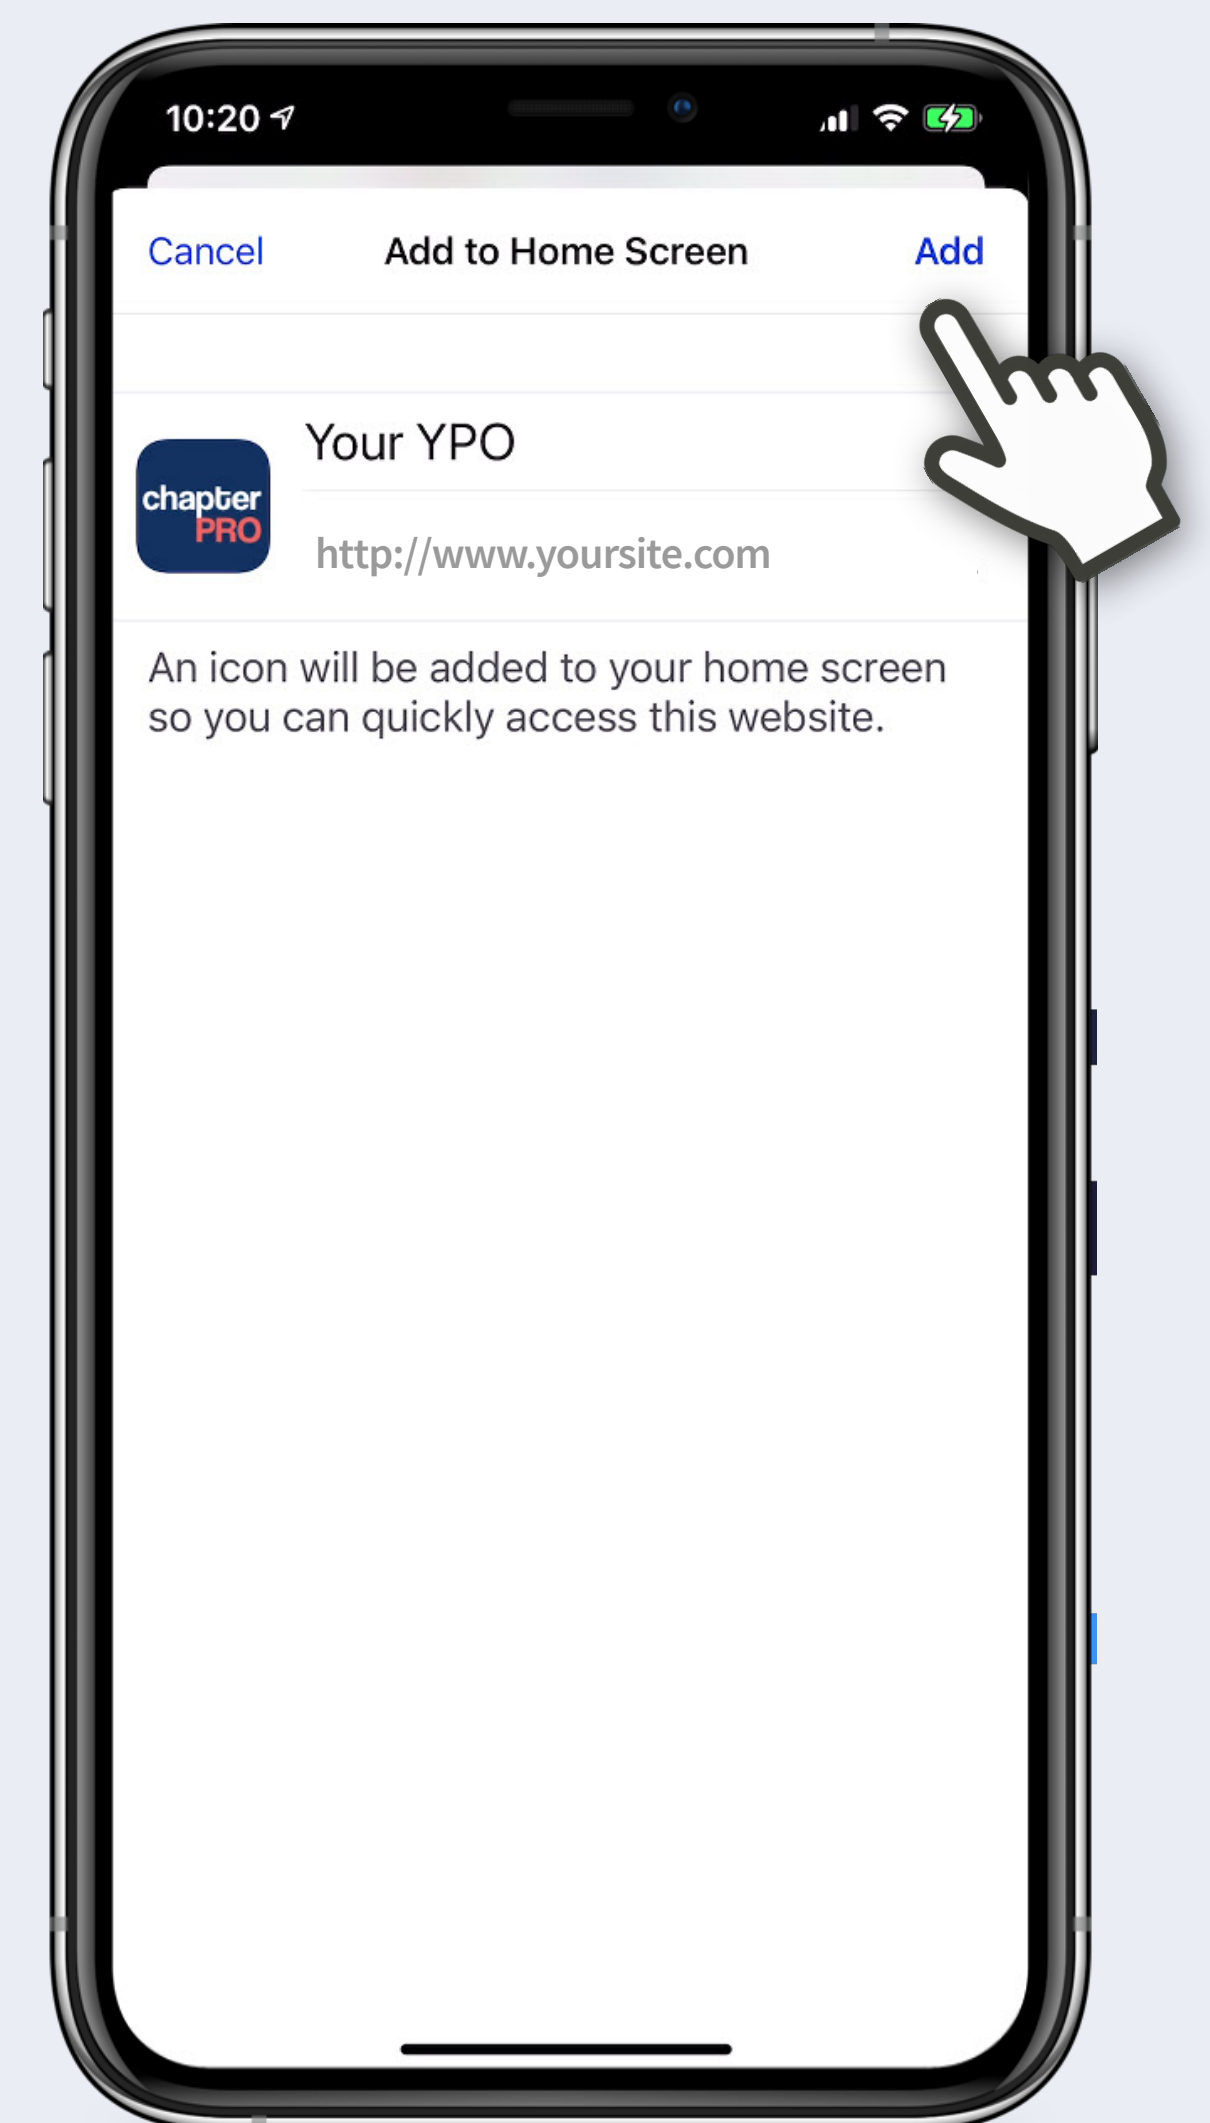 10:20
Cancel
Add to Home Screen
Add
chapter
PRO
Your YPO
http://www.yoursite.com
An icon will be added to your home screen
so you can quickly access this website.